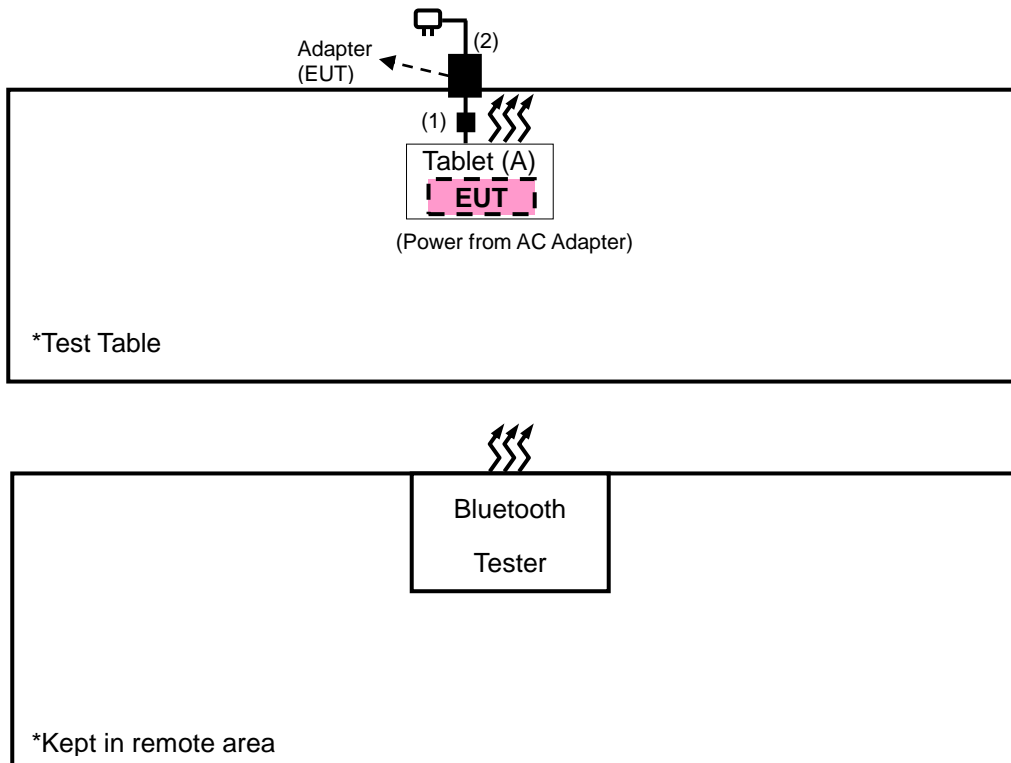 (2)
Adapter
(EUT)
(1)
Tablet (A)
EUT
(Power from AC Adapter)
*Test Table
Bluetooth
Tester
*Kept in remote area